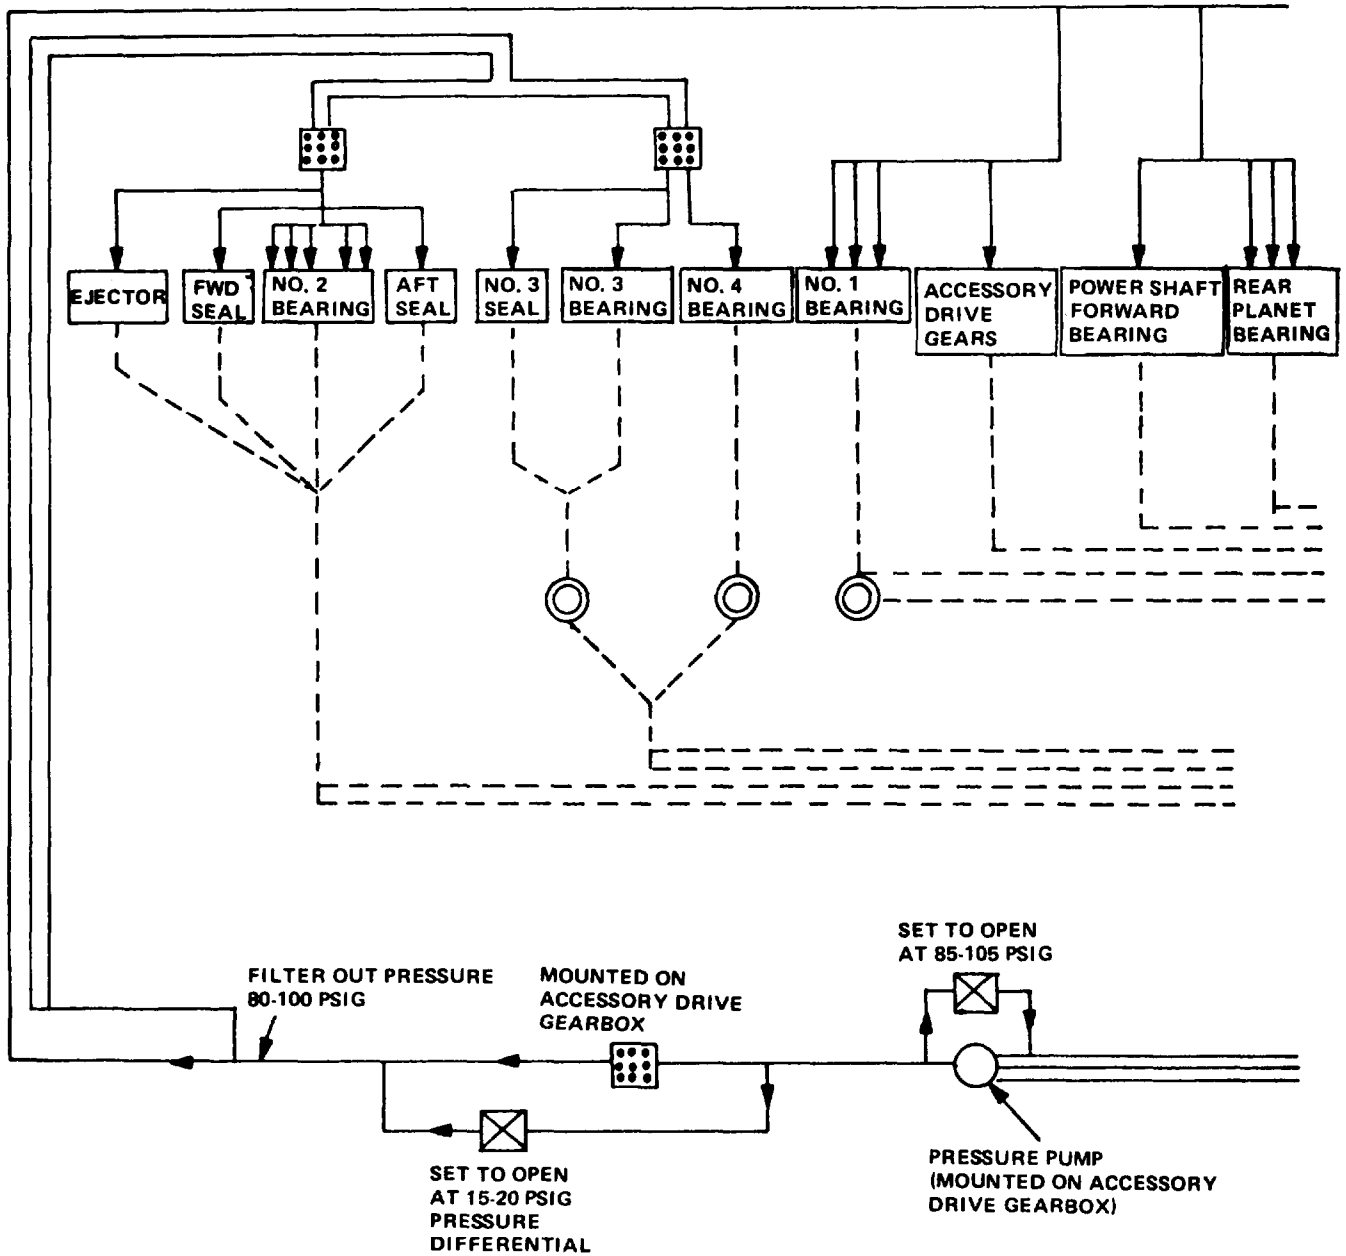 EJECTOR
FWD
SEAL
NO. 2
BEARING
AFT
SEAL
NO. 3
SEAL
NO. 3
BEARING
NO. 4
BEARING
NO. 1
BEARING
ACCESSORY
DRIVE
GEARS
POWER SHAFT
FORWARD
BEARING
REAR
PLANET
BEARING
SET TO OPEN
AT 85-105 PSIG
FILTER OUT PRESSURE
80-100 PSIG
MOUNTED ON
ACCESSORY DRIVE
GEARBOX
PRESSURE PUMP
(MOUNTED ON ACCESSORY
DRIVE GEARBOX)
SET TO OPEN
AT 15-20 PSIG
PRESSURE
DIFFERENTIAL